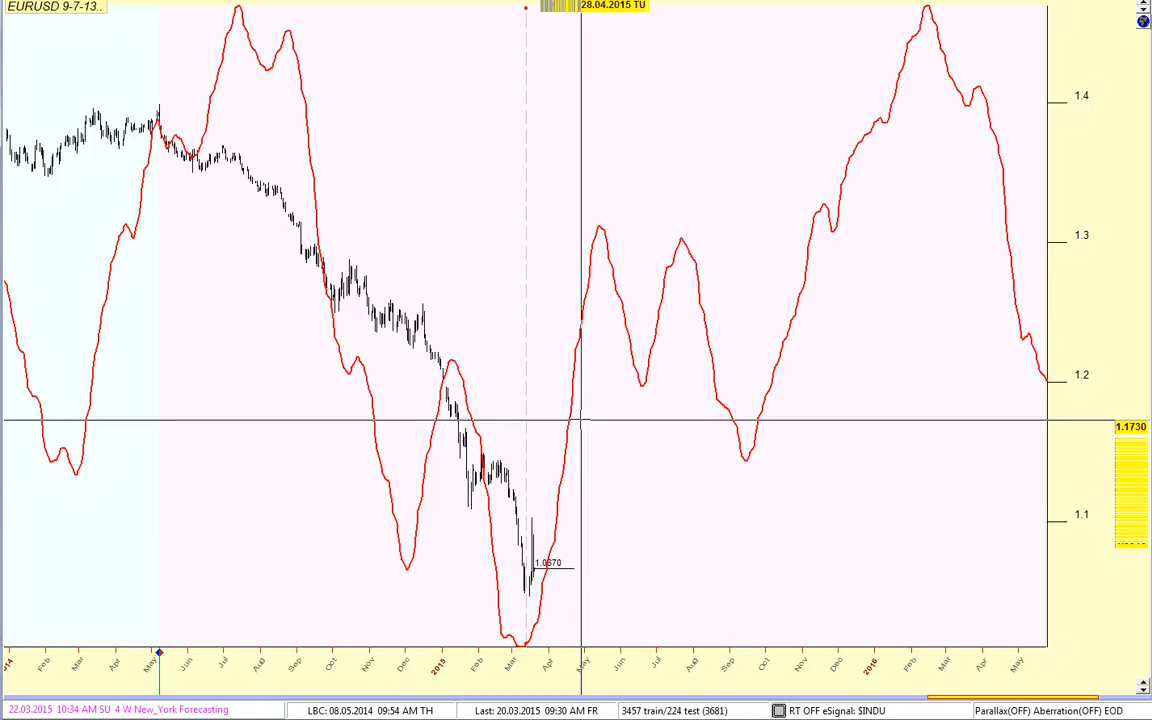 EURUSD 9-7-13..
28.04.2015 TU
1.4
1.3
1.2
1.1730
1.1
Feb Mar Apr May Jun Jul Aug Sep Oct Nov Dec 2015 Feb Mar Apr May Jun Jul Aug Sep Oct Nov Dec 2016 Feb Mar Apr May
22.03.2015 10:34 AM SU 4 W New_York Forecasting
LBC: 08.05.2014 09:54 AM TH
Last: 20.03.2015 09:30 AM FR
3457 train/224 test (3681)
RT OFF eSignal: $INDU
Parallax(OFF) Aberration(OFF) EOD